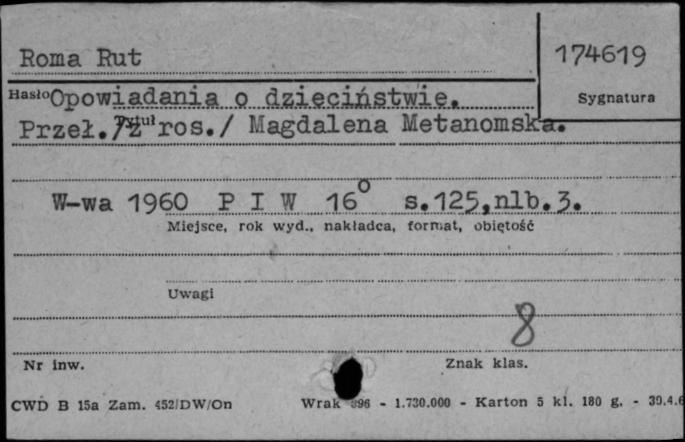 Roma Rut
174619
Hasło Opowiadania o dzieciństwie.
Sygnatura
Tytuł
Przeł./z ros./ Magdalena Metanomska.
W-wa 1960 P I W 16° s.125,nlb.3.
Miejsce, rok wyd., nakładca, format, objętość
Uwagi
8
Nr inw.
Znak klas.
CWD B 15a Zam. 452/DW/On
Wrak 396 - 1.730.000 - Karton 5 kl. 180 g. - 30.4.6